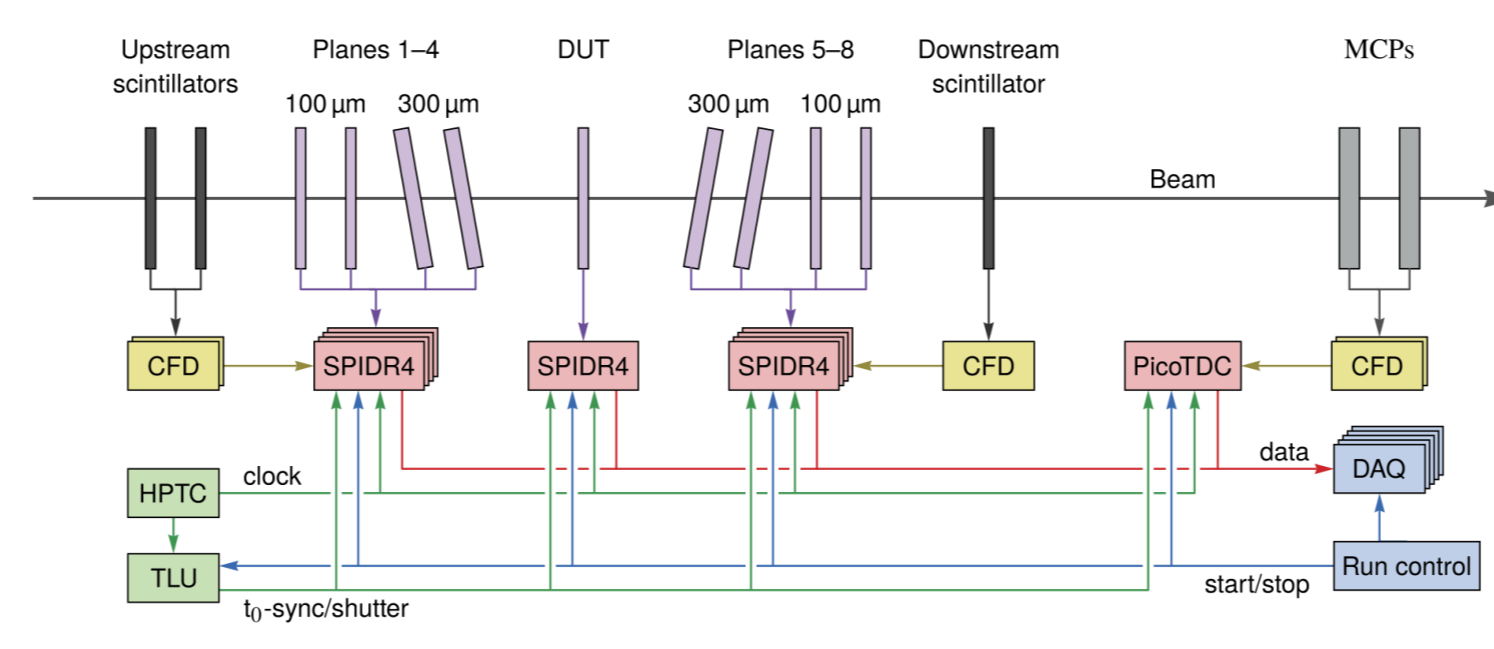 Upstream
scintillators
Planes 1–4
100 μm 300 μm
DUT
Planes 5–8
300 μm 100 μm
Downstream
scintillator
MCPs
Beam
CFD
SPIDR4
SPIDR4
SPIDR4
CFD
PicoTDC
CFD
HPTC
clock
data
DAQ
TLU
t0-sync/shutter
start/stop
Run control